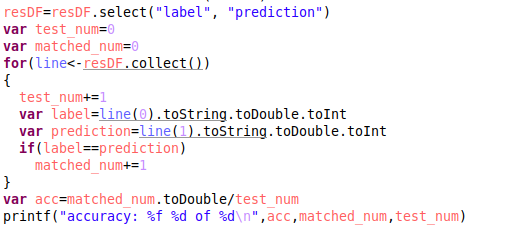 resDF=resDF.select("label", "prediction")
var test_num=0
var matched_num=0
for(line<-resDF.collect())
{
  test_num+=1
  var label=line(0).toString.toDouble.toInt
  var prediction=line(1).toString.toDouble.toInt
  if(label==prediction)
    matched_num+=1
}
var acc=matched_num.toDouble/test_num
printf("accuracy: %f %d of %d\n",acc,matched_num,test_num)